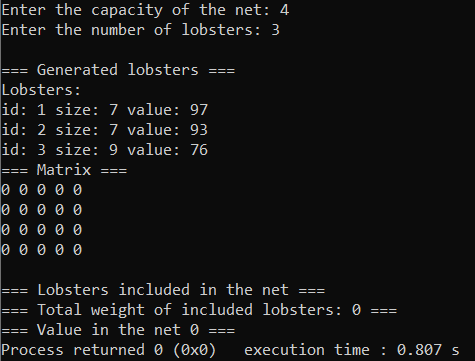 Enter the capacity of the net: 4
Enter the number of lobsters: 3
=== Generated lobsters ===
Lobsters:
id: 1 size: 7 value: 97
id: 2 size: 7 value: 93
id: 3 size: 9 value: 76
=== Matrix ===
0 0 0 0 0
0 0 0 0 0
0 0 0 0 0
0 0 0 0 0
=== Lobsters included in the net ===
=== Total weight of included lobsters: 0 ===
=== Value in the net 0 ===
Process returned 0 (0x0)   execution time : 0.807 s